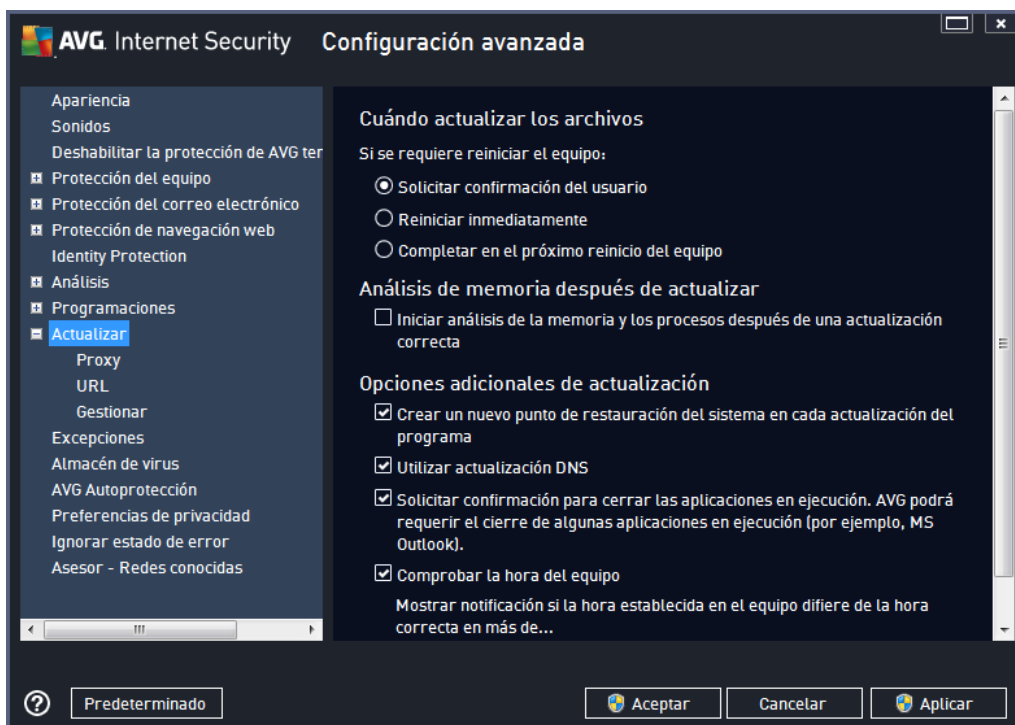 AVG. Internet Security Configuración avanzada
Apariencia
Sonidos
Deshabilitar la protección de AVG ter
Protección del equipo
Protección del correo electrónico
Protección de navegación web
Identity Protection
Análisis
Programaciones
Actualizar
Proxy
URL
Gestionar
Excepciones
Almacén de virus
AVG Autoprotección
Preferencias de privacidad
Ignorar estado de error
Asesor - Redes conocidas
Cuándo actualizar los archivos
Si se requiere reiniciar el equipo:
Solicitar confirmación del usuario
Reiniciar inmediatamente
Completar en el próximo reinicio del equipo
Análisis de memoria después de actualizar
Iniciar análisis de la memoria y los procesos después de una actualización
correcta
Opciones adicionales de actualización
Crear un nuevo punto de restauración del sistema en cada actualización del
programa
Utilizar actualización DNS
Solicitar confirmación para cerrar las aplicaciones en ejecución. AVG podrá
requerir el cierre de algunas aplicaciones en ejecución (por ejemplo, MS
Outlook).
Comprobar la hora del equipo
Mostrar notificación si la hora establecida en el equipo difiere de la hora
correcta en más de...
Predeterminado
Aceptar
Cancelar
Aplicar